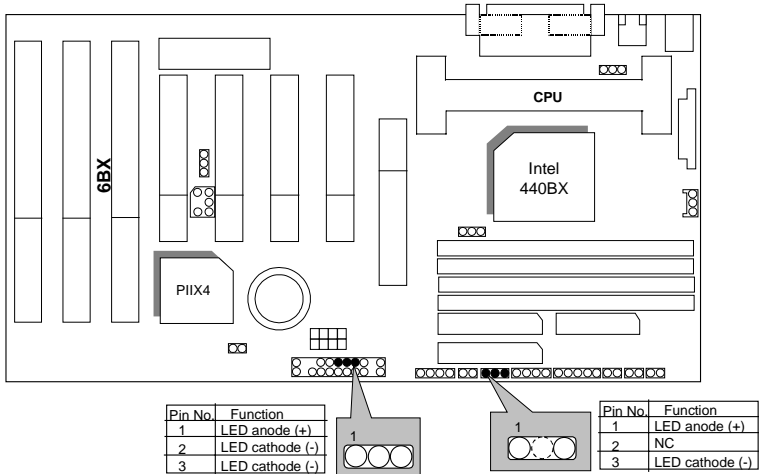 CPU
6BX
Intel
440BX
PIIX4
Pin No. Function
1 LED anode (+)
2 LED cathode (-)
3 LED cathode (-)
1
1
Pin No. Function
1 LED anode (+)
2 NC
3 LED cathode (-)